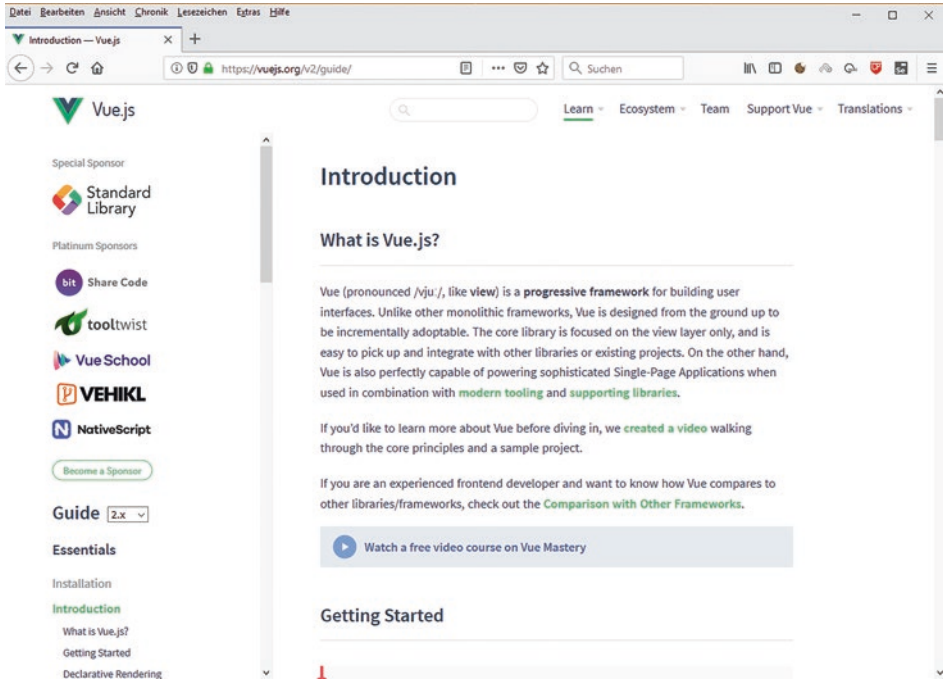 Datei Bearbeiten Ansicht Chronik Lesezeichen Extras Hilfe
Introduction — Vue.js
https://vuejs.org/v2/guide/
Suchen
Vue.js
Learn Ecosystem Team Support Vue Translations
Special Sponsor
Standard
Library
Platinum Sponsors
bit Share Code
tooltwist
Vue School
VEHIKL
N NativeScript
Become a Sponsor
Guide 2.x
Essentials
Installation
Introduction
What is Vue.js?
Getting Started
Declarative Rendering
Introduction
What is Vue.js?
Vue (pronounced /vjuː/, like view) is a progressive framework for building user
interfaces. Unlike other monolithic frameworks, Vue is designed from the ground up to
be incrementally adoptable. The core library is focused on the view layer only, and is
easy to pick up and integrate with other libraries or existing projects. On the other hand,
Vue is also perfectly capable of powering sophisticated Single-Page Applications when
used in combination with modern tooling and supporting libraries.
If you'd like to learn more about Vue before diving in, we created a video walking
through the core principles and a sample project.
If you are an experienced frontend developer and want to know how Vue compares to
other libraries/frameworks, check out the Comparison with Other Frameworks.
Watch a free video course on Vue Mastery
Getting Started